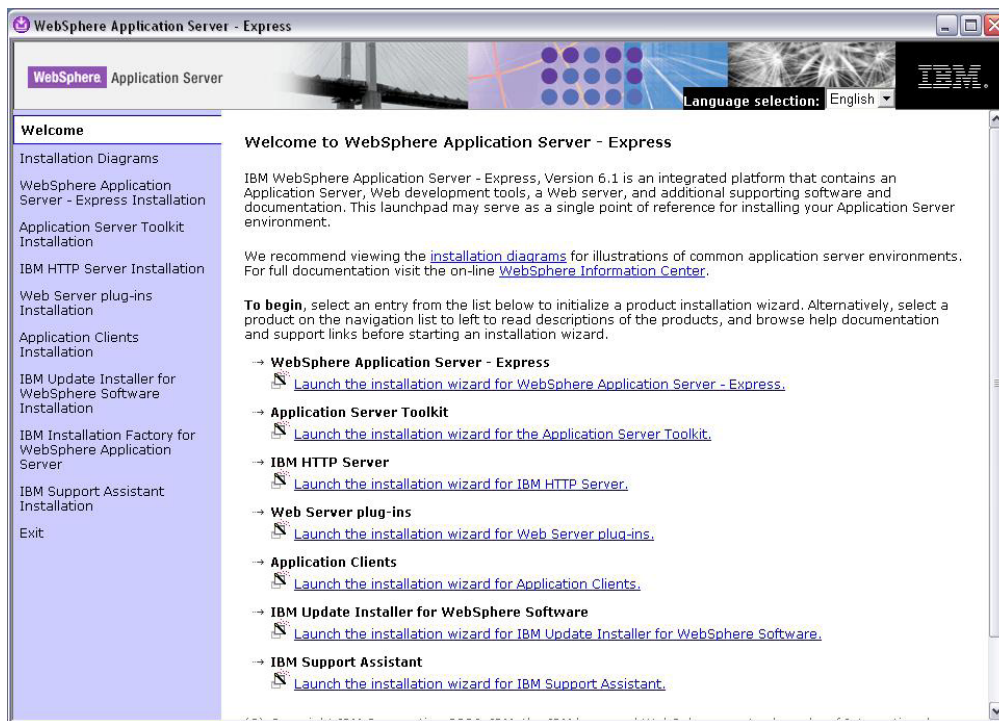 WebSphere Application Server - Express
WebSphere Application Server
IBM.
Language selection: English
Welcome
Installation Diagrams
WebSphere Application
Server - Express Installation
Application Server Toolkit
Installation
IBM HTTP Server Installation
Web Server plug-ins
Installation
Application Clients
Installation
IBM Update Installer for
WebSphere Software
Installation
IBM Installation Factory for
WebSphere Application
Server
IBM Support Assistant
Installation
Exit
Welcome to WebSphere Application Server - Express
IBM WebSphere Application Server - Express, Version 6.1 is an integrated platform that contains an
Application Server, Web development tools, a Web server, and additional supporting software and
documentation. This launchpad may serve as a single point of reference for installing your Application Server
environment.
We recommend viewing the installation diagrams for illustrations of common application server environments.
For full documentation visit the on-line WebSphere Information Center.
To begin, select an entry from the list below to initialize a product installation wizard. Alternatively, select a
product on the navigation list to left to read descriptions of the products, and browse help documentation
and support links before starting an installation wizard.
→ WebSphere Application Server - Express
Launch the installation wizard for WebSphere Application Server - Express.
→ Application Server Toolkit
Launch the installation wizard for the Application Server Toolkit.
→ IBM HTTP Server
Launch the installation wizard for IBM HTTP Server.
→ Web Server plug-ins
Launch the installation wizard for Web Server plug-ins.
→ Application Clients
Launch the installation wizard for Application Clients.
→ IBM Update Installer for WebSphere Software
Launch the installation wizard for IBM Update Installer for WebSphere Software.
→ IBM Support Assistant
Launch the installation wizard for IBM Support Assistant.